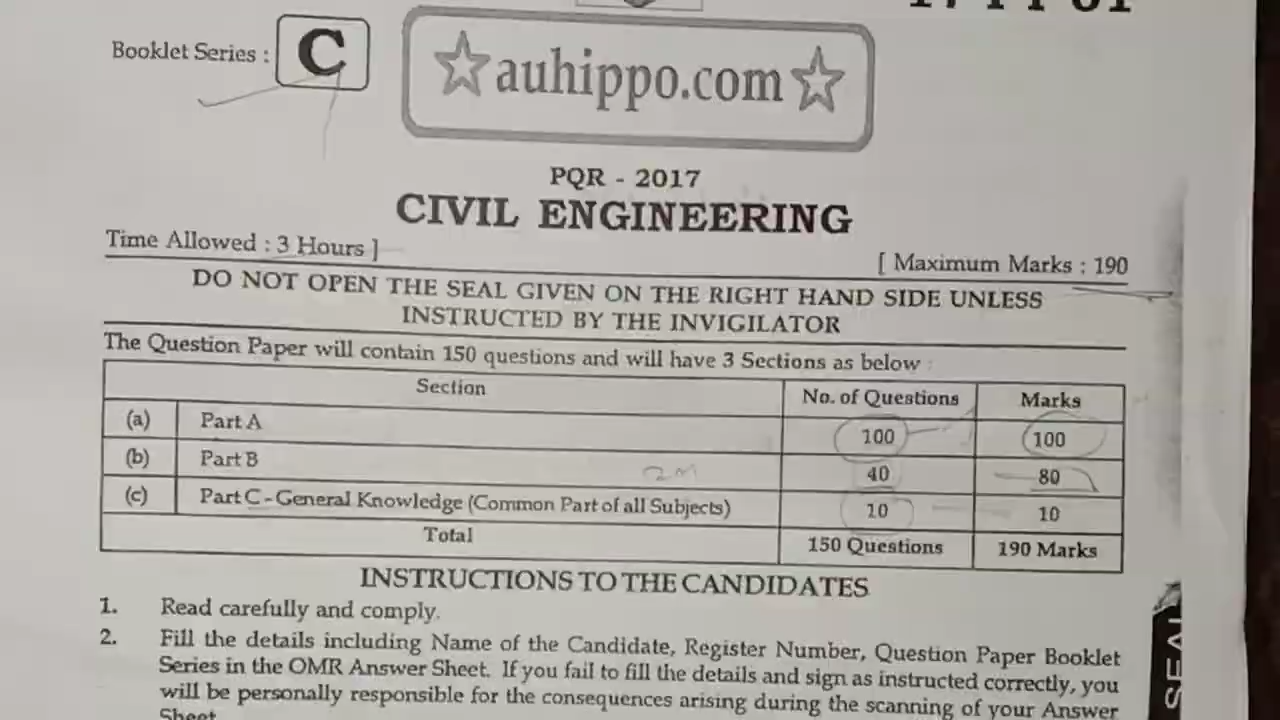 Booklet Series : C
auhippo.com
PQR - 2017
CIVIL ENGINEERING
Time Allowed : 3 Hours ]
[ Maximum Marks : 190
DO NOT OPEN THE SEAL GIVEN ON THE RIGHT HAND SIDE UNLESS
INSTRUCTED BY THE INVIGILATOR
The Question Paper will contain 150 questions and will have 3 Sections as below :
Section No. of Questions Marks
(a) Part A 100 100
(b) Part B 2M 40 80
(c) Part C - General Knowledge (Common Part of all Subjects) 10 10
Total 150 Questions 190 Marks
INSTRUCTIONS TO THE CANDIDATES
1. Read carefully and comply.
2. Fill the details including Name of the Candidate, Register Number, Question Paper Booklet
Series in the OMR Answer Sheet. If you fail to fill the details and sign as instructed correctly, you
will be personally responsible for the consequences arising during the scanning of your Answer
Sheet.
SEAL